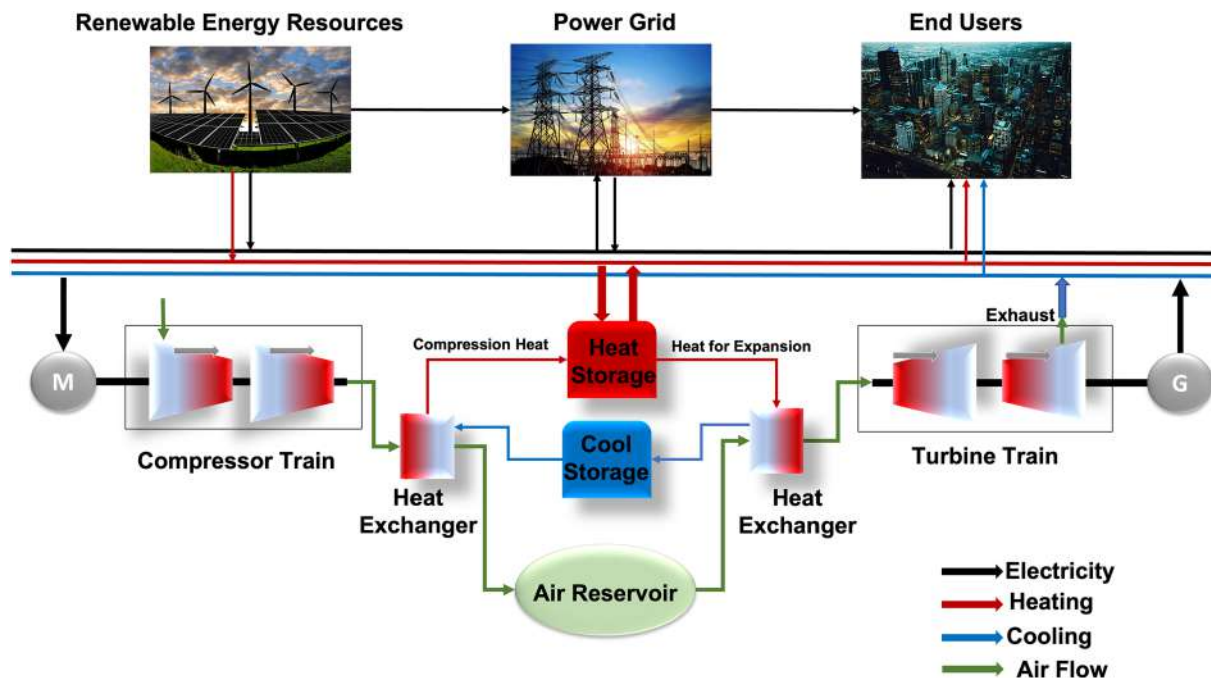 Renewable Energy Resources
Power Grid
End Users
Exhaust
Compression Heat
Heat
Storage
Heat for Expansion
M
G
Compressor Train
Cool
Storage
Turbine Train
Heat
Exchanger
Heat
Exchanger
Air Reservoir
Electricity
Heating
Cooling
Air Flow